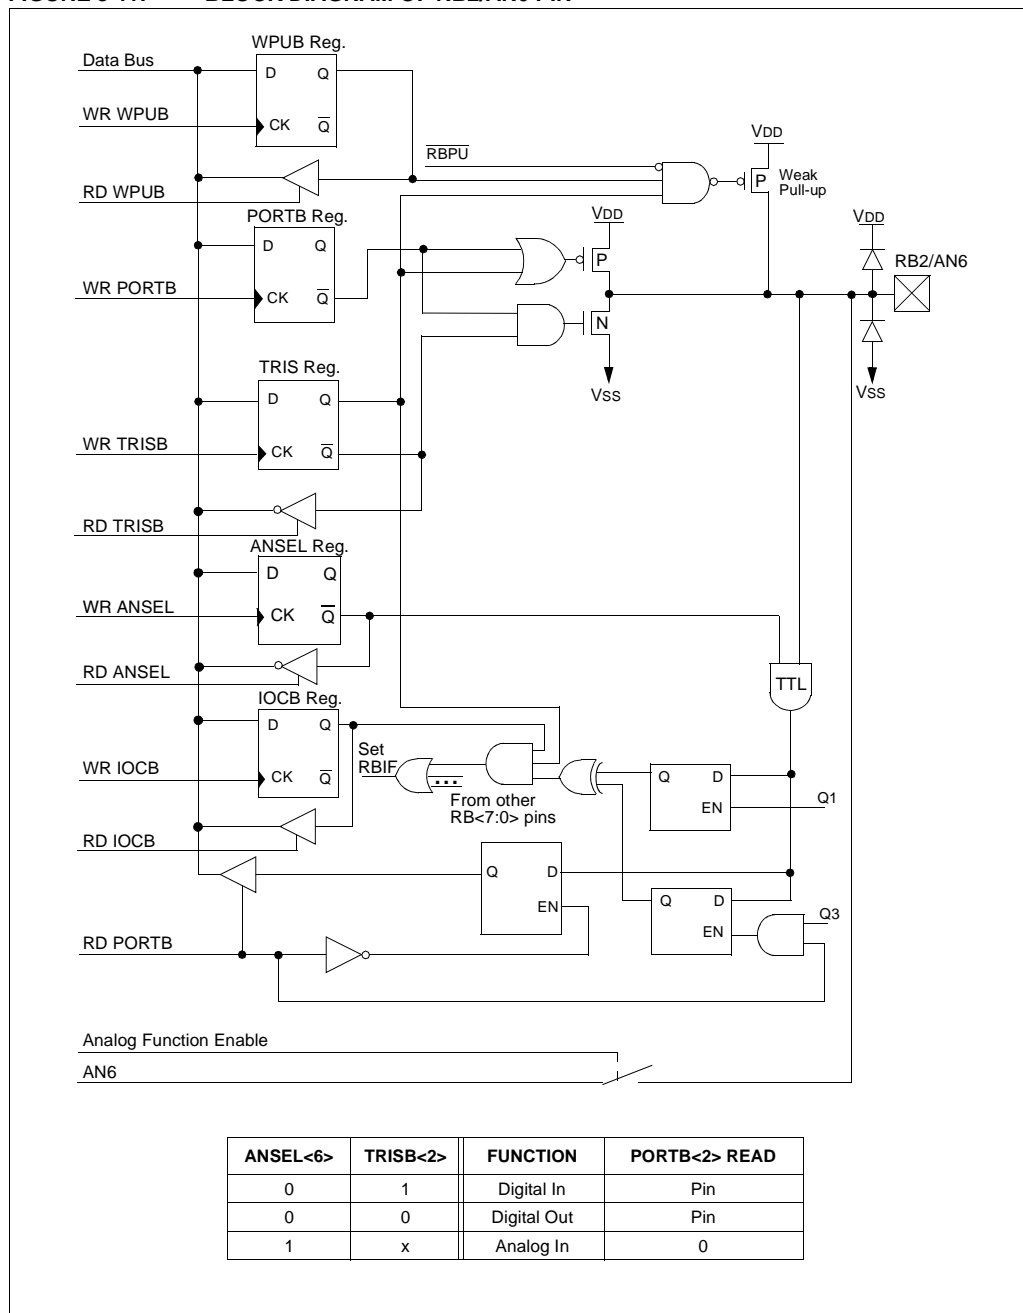 WPUB Reg.
Data Bus
D Q
WR WPUB
CK Q̅
VDD
R̅B̅P̅U̅
P
Weak
Pull-up
RD WPUB
PORTB Reg.
VDD
VDD
D Q
P
RB2/AN6
WR PORTB
CK Q̅
N
TRIS Reg.
VSS
VSS
D Q
WR TRISB
CK Q̅
RD TRISB
ANSEL Reg.
D Q
WR ANSEL
CK Q̅
RD ANSEL
TTL
IOCB Reg.
D Q
Set
RBIF
WR IOCB
CK Q̅
...
From other
RB<7:0> pins
Q D
EN
Q1
RD IOCB
Q D
EN
Q D
EN
Q3
RD PORTB
Analog Function Enable
AN6
ANSEL<6> TRISB<2> FUNCTION PORTB<2> READ
0 1 Digital In Pin
0 0 Digital Out Pin
1 x Analog In 0